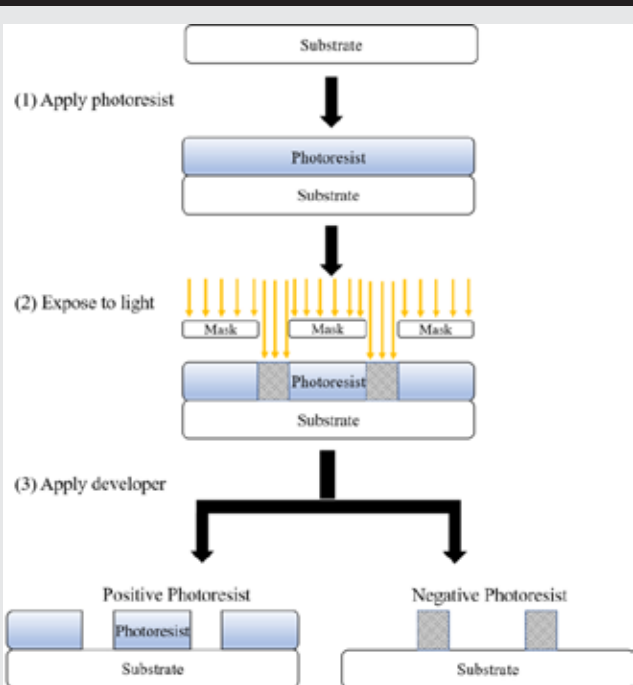 Substrate
(1) Apply photoresist
Photoresist
Substrate
(2) Expose to light
Mask Mask Mask
Photoresist
Substrate
(3) Apply developer
Positive Photoresist Negative Photoresist
Photoresist
Substrate Substrate